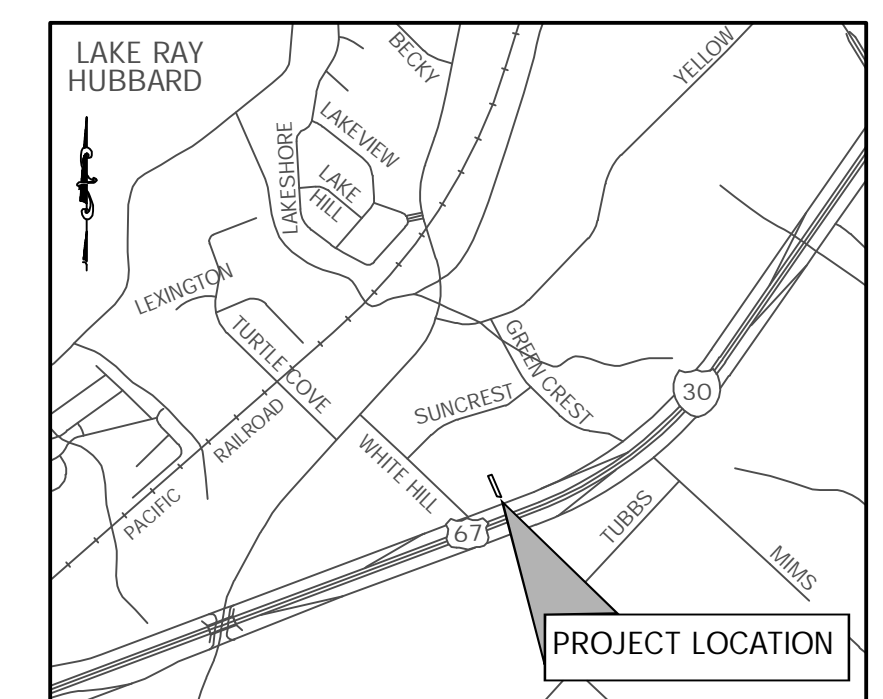 LAKE RAY
HUBBARD
BECKY
YELLOW
LAKEVIEW
LAKESHORE
LAKE
HILL
LEXINGTON
TURTLE COVE
GREEN CREST
30
SUNCREST
PACIFIC
RAILROAD
WHITE HILL
67
TUBBS
MIMS
PROJECT LOCATION